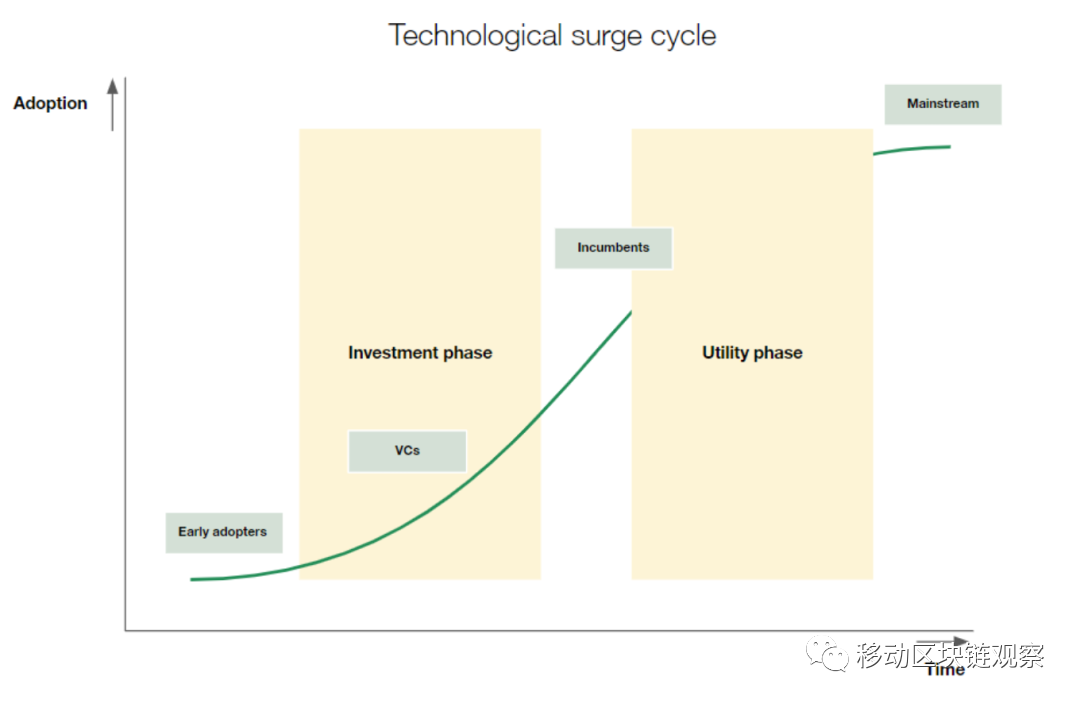 Technological surge cycle
Adoption
Mainstream
Incumbents
Investment phase
Utility phase
VCs
Early adopters
移动区块链观察
Time